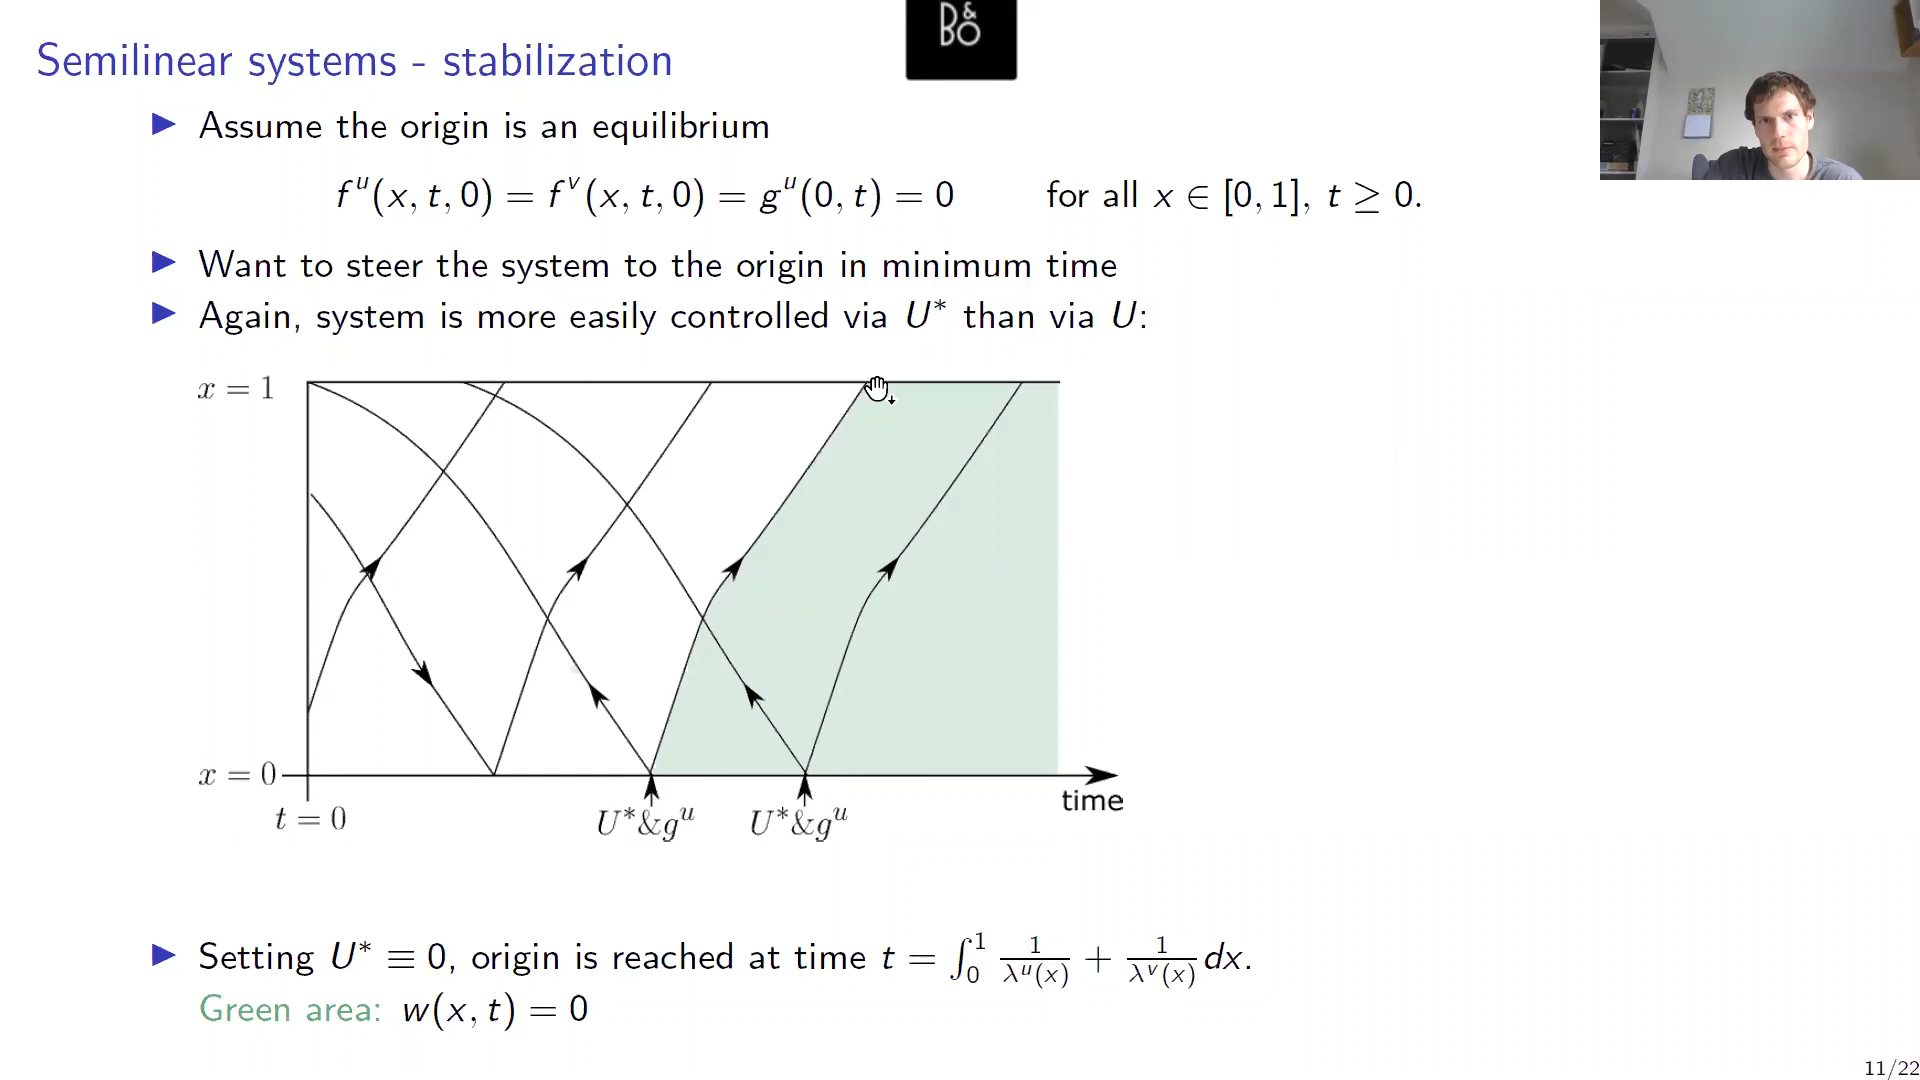 B&O
Semilinear systems - stabilization
Assume the origin is an equilibrium
f^u(x, t, 0) = f^v(x, t, 0) = g^u(0, t) = 0 for all x ∈ [0, 1], t ≥ 0.
Want to steer the system to the origin in minimum time
Again, system is more easily controlled via U* than via U:
x = 1
x = 0
time
t = 0
U*&g^u U*&g^u
Setting U* ≡ 0, origin is reached at time t = ∫_0^1 1/λ^u(x) + 1/λ^v(x) dx.
Green area: w(x, t) = 0
11/22